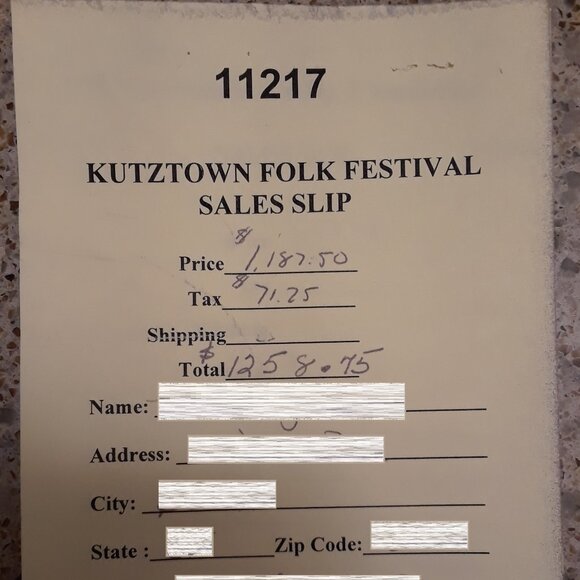 11217
KUTZTOWN FOLK FESTIVAL
SALES SLIP
Price $1,187.50
Tax $71.25
Shipping
Total $1258.75
Name:
Address:
City:
State : Zip Code: